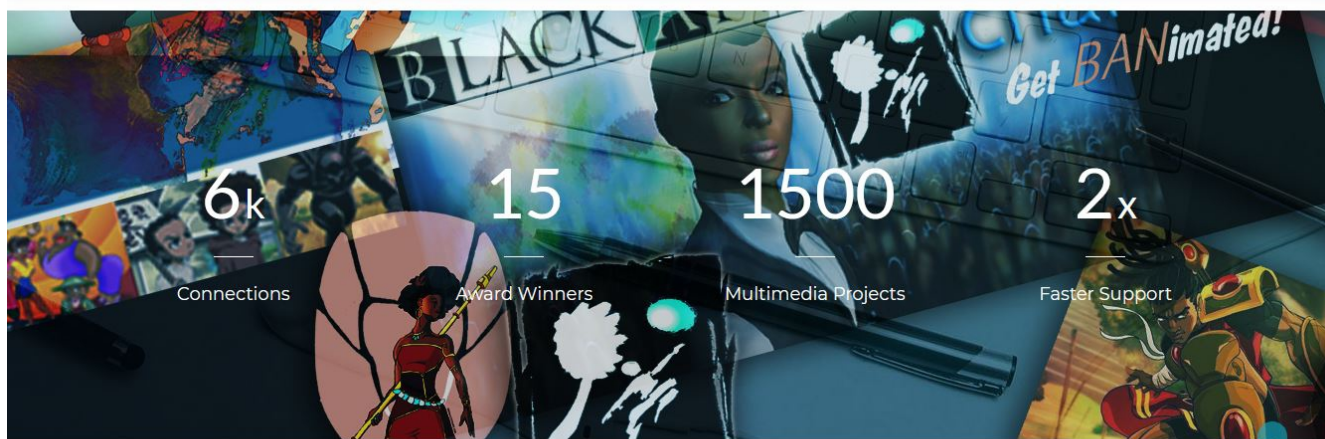 BLACK
Get BANimated!
6k
15
1500
2x
Connections
Award Winners
Multimedia Projects
Faster Support